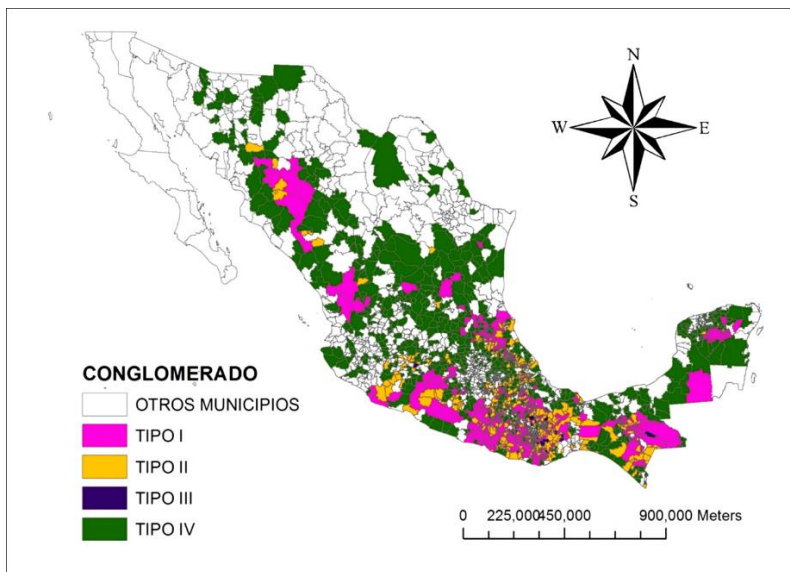 N
W E
S
CONGLOMERADO
OTROS MUNICIPIOS
TIPO I
TIPO II
TIPO III
TIPO IV
0 225,000 450,000 900,000 Meters